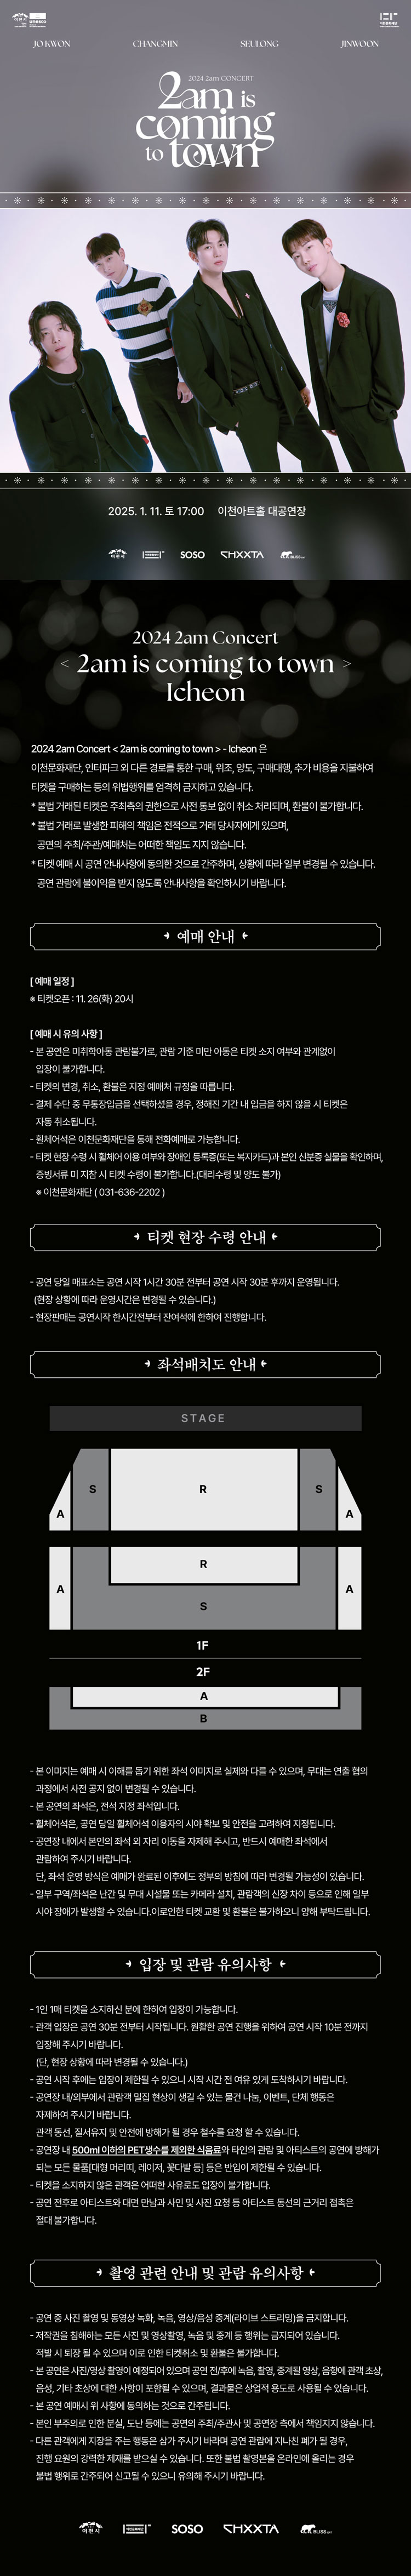 이천시
이천문화재단
JO KWON
CHANGMIN
SEULONG
JINWOON
2024 2am CONCERT
2am is
coming
to town
2025. 1. 11. 토 17:00 이천아트홀 대공연장
이천시
SOSO
CHXXTA
BLISS
2024 2am Concert
< 2am is coming to town >
Icheon
2024 2am Concert < 2am is coming to town > - Icheon 은
이천문화재단, 인터파크 외 다른 경로를 통한 구매, 위조, 양도, 구매대행, 추가 비용을 지불하여
티켓을 구매하는 등의 위법행위를 엄격히 금지하고 있습니다.
* 불법 거래된 티켓은 주최측의 권한으로 사전 통보 없이 취소 처리되며, 환불이 불가합니다.
* 불법 거래로 발생한 피해의 책임은 전적으로 거래 당사자에게 있으며,
공연의 주최/주관/예매처는 어떠한 책임도 지지 않습니다.
* 티켓 예매 시 공연 안내사항에 동의한 것으로 간주하며, 상황에 따라 일부 변경될 수 있습니다.
공연 관람에 불이익을 받지 않도록 안내사항을 확인하시기 바랍니다.
예매 안내
[ 예매 일정 ]
※ 티켓오픈 : 11. 26(화) 20시
[ 예매 시 유의 사항 ]
- 본 공연은 미취학아동 관람불가로, 관람 기준 미만 아동은 티켓 소지 여부와 관계없이
입장이 불가합니다.
- 티켓의 변경, 취소, 환불은 지정 예매처 규정을 따릅니다.
- 결제 수단 중 무통장입금을 선택하셨을 경우, 정해진 기간 내 입금을 하지 않을 시 티켓은
자동 취소됩니다.
- 휠체어석은 이천문화재단을 통해 전화예매로 가능합니다.
- 티켓 현장 수령 시 휠체어 이용 여부와 장애인 등록증(또는 복지카드)과 본인 신분증 실물을 확인하며,
증빙서류 미 지참 시 티켓 수령이 불가합니다.(대리수령 및 양도 불가)
※ 이천문화재단 ( 031-636-2202 )
티켓 현장 수령 안내
- 공연 당일 매표소는 공연 시작 1시간 30분 전부터 공연 시작 30분 후까지 운영됩니다.
(현장 상황에 따라 운영시간은 변경될 수 있습니다.)
- 현장판매는 공연시작 한시간전부터 잔여석에 한하여 진행합니다.
좌석배치도 안내
STAGE
S R S
A A
R
A A
S
1F
2F
A
B
- 본 이미지는 예매 시 이해를 돕기 위한 좌석 이미지로 실제와 다를 수 있으며, 무대는 연출 협의
과정에서 사전 공지 없이 변경될 수 있습니다.
- 본 공연의 좌석은, 전석 지정 좌석입니다.
- 휠체어석은, 공연 당일 휠체어석 이용자의 시야 확보 및 안전을 고려하여 지정됩니다.
- 공연장 내에서 본인의 좌석 외 자리 이동을 자제해 주시고, 반드시 예매한 좌석에서
관람하여 주시기 바랍니다.
단, 좌석 운영 방식은 예매가 완료된 이후에도 정부의 방침에 따라 변경될 가능성이 있습니다.
- 일부 구역/좌석은 난간 및 무대 시설물 또는 카메라 설치, 관람객의 신장 차이 등으로 인해 일부
시야 장애가 발생할 수 있습니다.이로인한 티켓 교환 및 환불은 불가하오니 양해 부탁드립니다.
입장 및 관람 유의사항
- 1인 1매 티켓을 소지하신 분에 한하여 입장이 가능합니다.
- 관객 입장은 공연 30분 전부터 시작됩니다. 원활한 공연 진행을 위하여 공연 시작 10분 전까지
입장해 주시기 바랍니다.
(단, 현장 상황에 따라 변경될 수 있습니다.)
- 공연 시작 후에는 입장이 제한될 수 있으니 시작 시간 전 여유 있게 도착하시기 바랍니다.
- 공연장 내/외부에서 관람객 밀집 현상이 생길 수 있는 물건 나눔, 이벤트, 단체 행동은
자제하여 주시기 바랍니다.
관객 동선, 질서유지 및 안전에 방해가 될 경우 철수를 요청 할 수 있습니다.
- 공연장 내 500ml 이하의 PET생수를 제외한 식음료와 타인의 관람 및 아티스트의 공연에 방해가
되는 모든 물품[대형 머리띠, 레이저, 꽃다발 등] 등은 반입이 제한될 수 있습니다.
- 티켓을 소지하지 않은 관객은 어떠한 사유로도 입장이 불가합니다.
- 공연 전후로 아티스트와 대면 만남과 사인 및 사진 요청 등 아티스트 동선의 근거리 접촉은
절대 불가합니다.
촬영 관련 안내 및 관람 유의사항
- 공연 중 사진 촬영 및 동영상 녹화, 녹음, 영상/음성 중계(라이브 스트리밍)을 금지합니다.
- 저작권을 침해하는 모든 사진 및 영상촬영, 녹음 및 중계 등 행위는 금지되어 있습니다.
적발 시 퇴장 될 수 있으며 이로 인한 티켓취소 및 환불은 불가합니다.
- 본 공연은 사진/영상 촬영이 예정되어 있으며 공연 전/후에 녹음, 촬영, 중계될 영상, 음향에 관객 초상,
음성, 기타 초상에 대한 사항이 포함될 수 있으며, 결과물은 상업적 용도로 사용될 수 있습니다.
- 본 공연 예매시 위 사항에 동의하는 것으로 간주됩니다.
- 본인 부주의로 인한 분실, 도난 등에는 공연의 주최/주관사 및 공연장 측에서 책임지지 않습니다.
- 다른 관객에게 지장을 주는 행동은 삼가 주시기 바라며 공연 관람에 지나친 폐가 될 경우,
진행 요원의 강력한 제재를 받으실 수 있습니다. 또한 불법 촬영본을 온라인에 올리는 경우
불법 행위로 간주되어 신고될 수 있으니 유의해 주시기 바랍니다.
이천시
SOSO
CHXXTA
BLISS